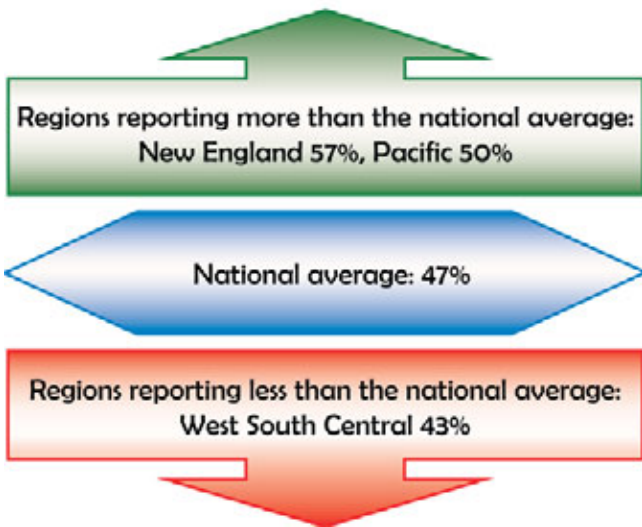 Regions reporting more than the national average:
New England 57%, Pacific 50%
National average: 47%
Regions reporting less than the national average:
West South Central 43%